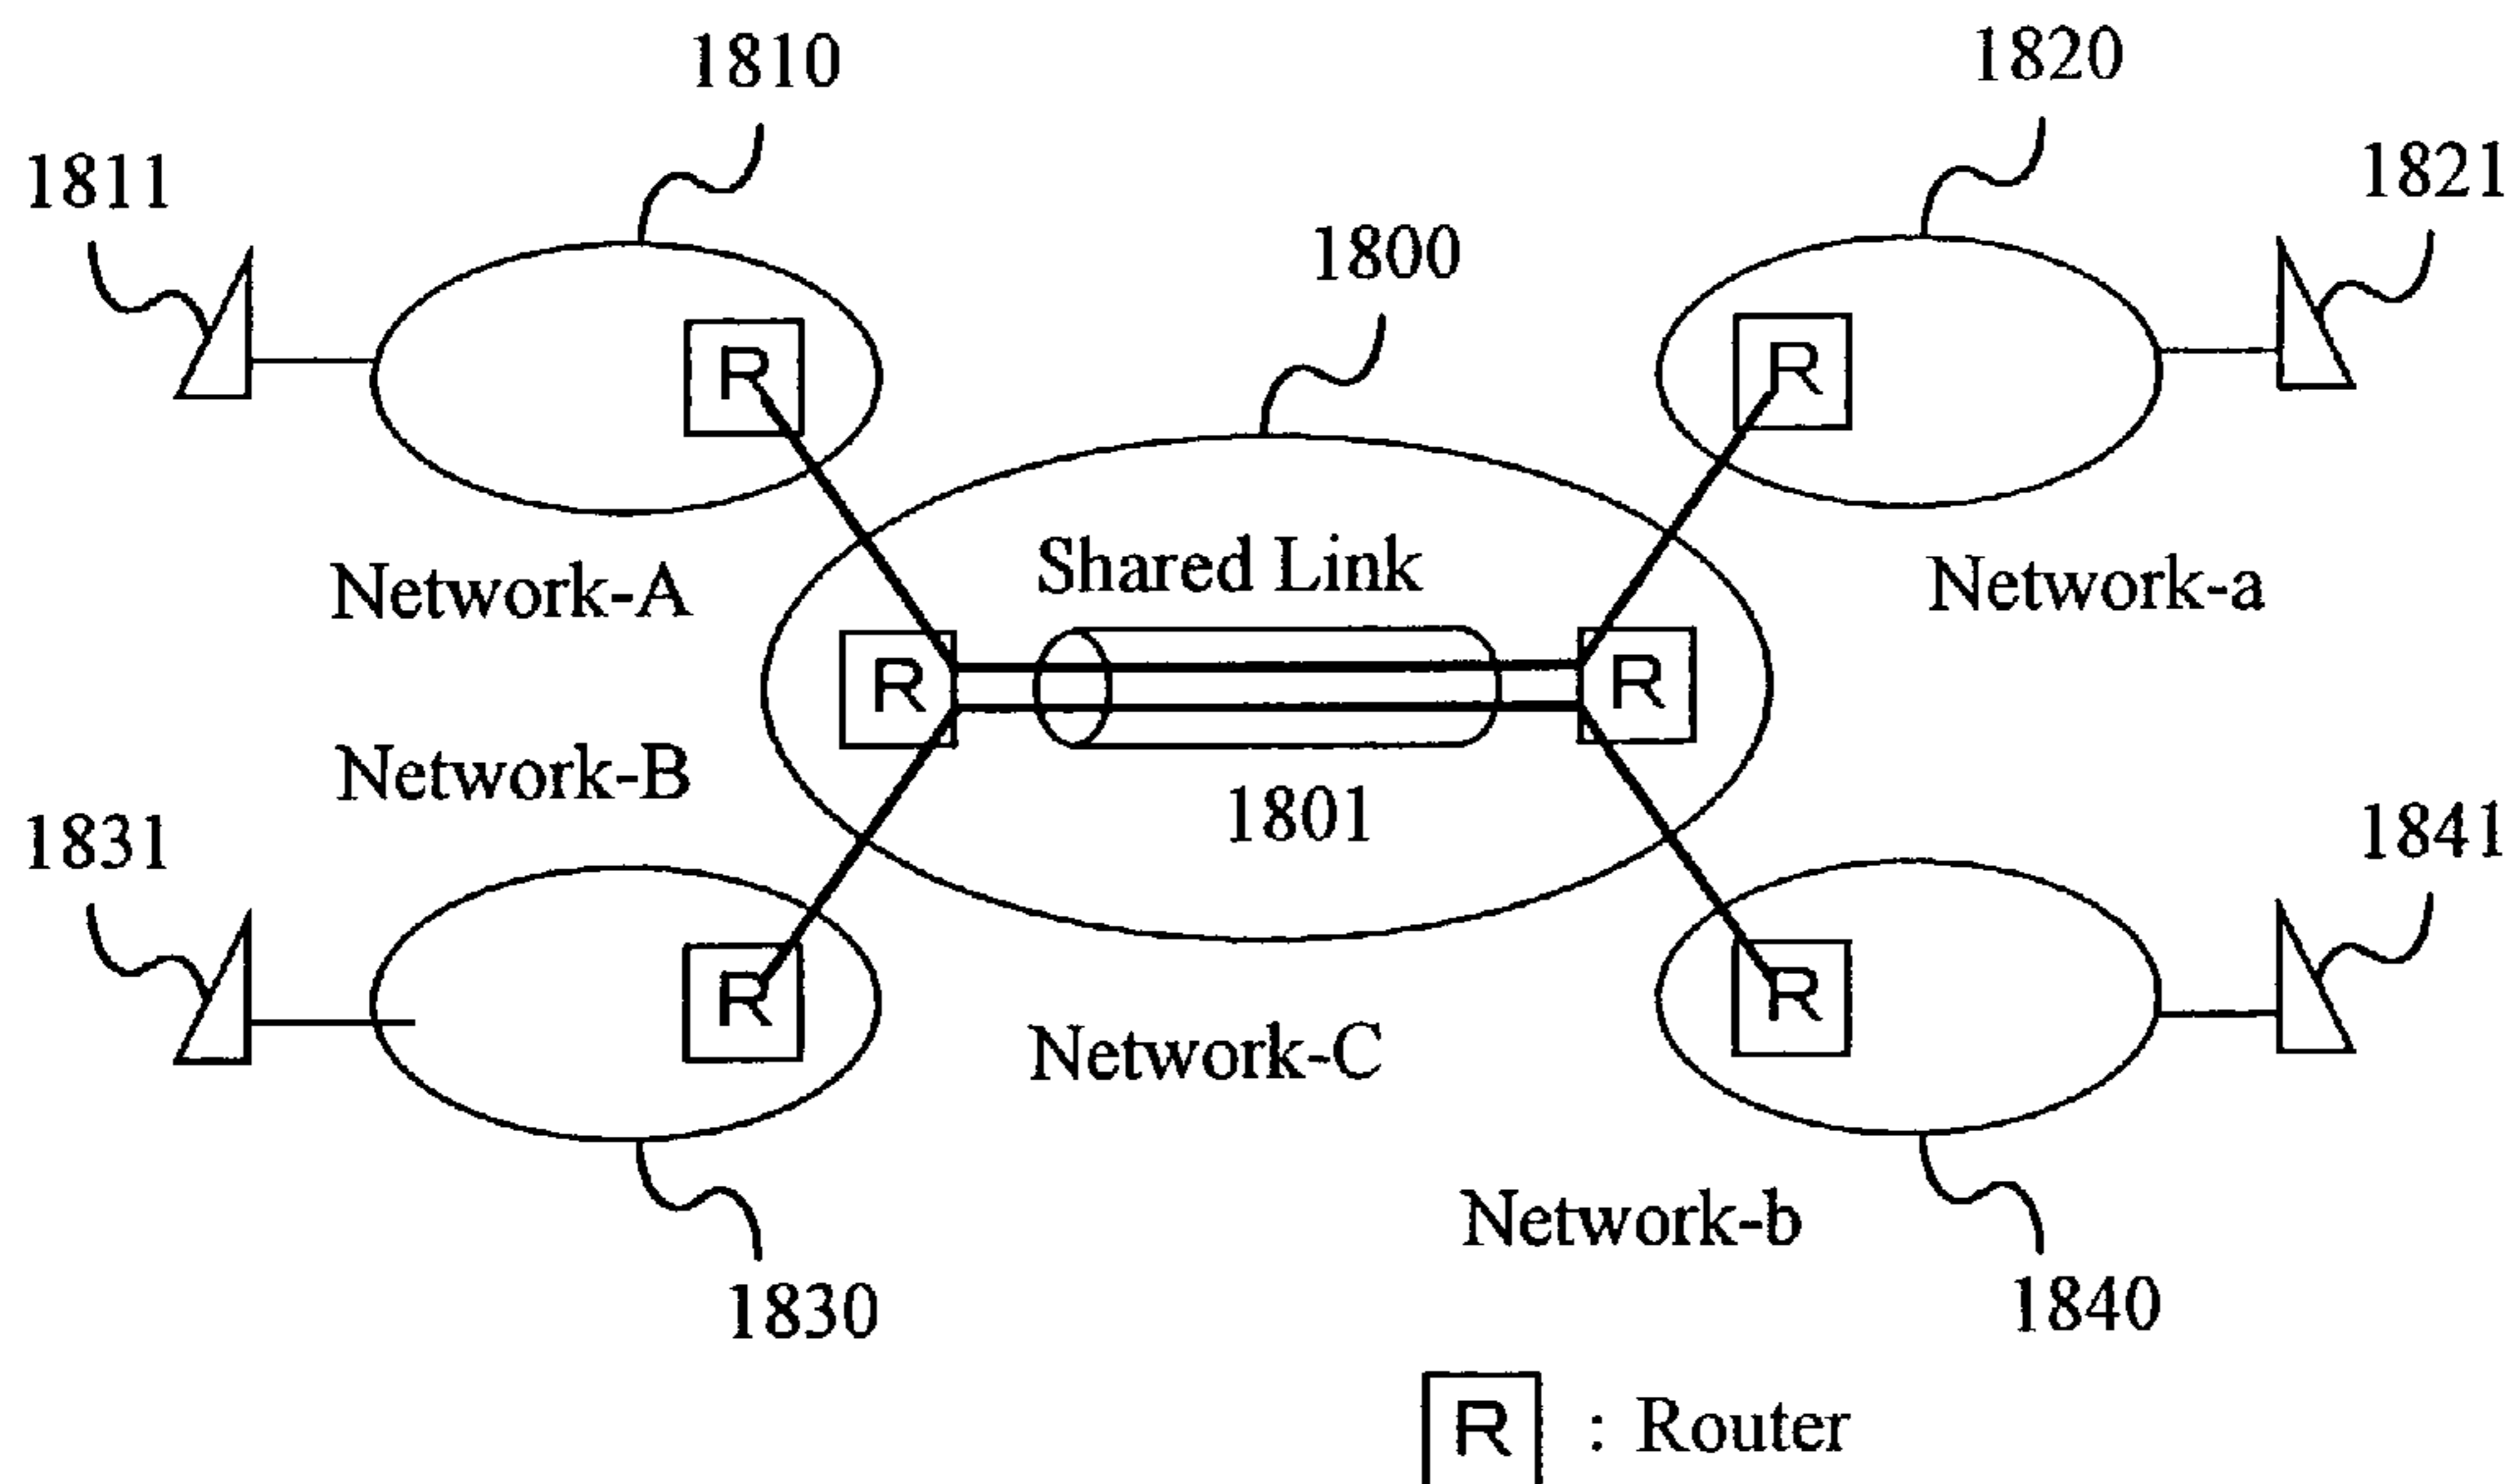 1810
1820
1811
1821
1800
R
R
Network-A
Shared Link
Network-a
R
R
Network-B
1801
1831
1841
R
R
Network-C
Network-b
1830
1840
R : Router